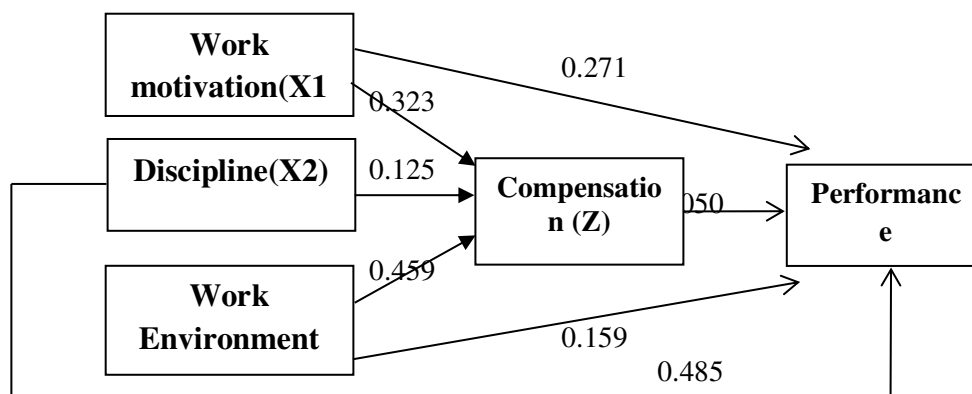 Work
motivation(X1
0.271
0.323
Discipline(X2)
0.125
Compensatio
n (Z)
050
Performanc
e
0.459
Work
Environment
0.159
0.485